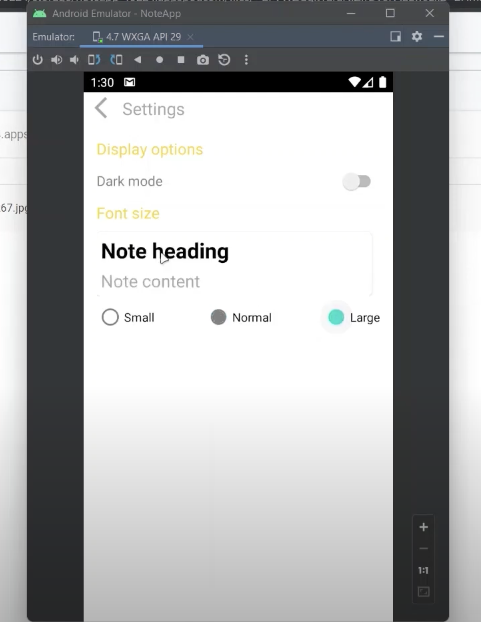 Android Emulator - NoteApp
Emulator: 4.7 WXGA API 29
1:30
Settings
.apps
Display options
Dark mode
67.jpg
Font size
Note heading
Note content
Small Normal Large
1:1